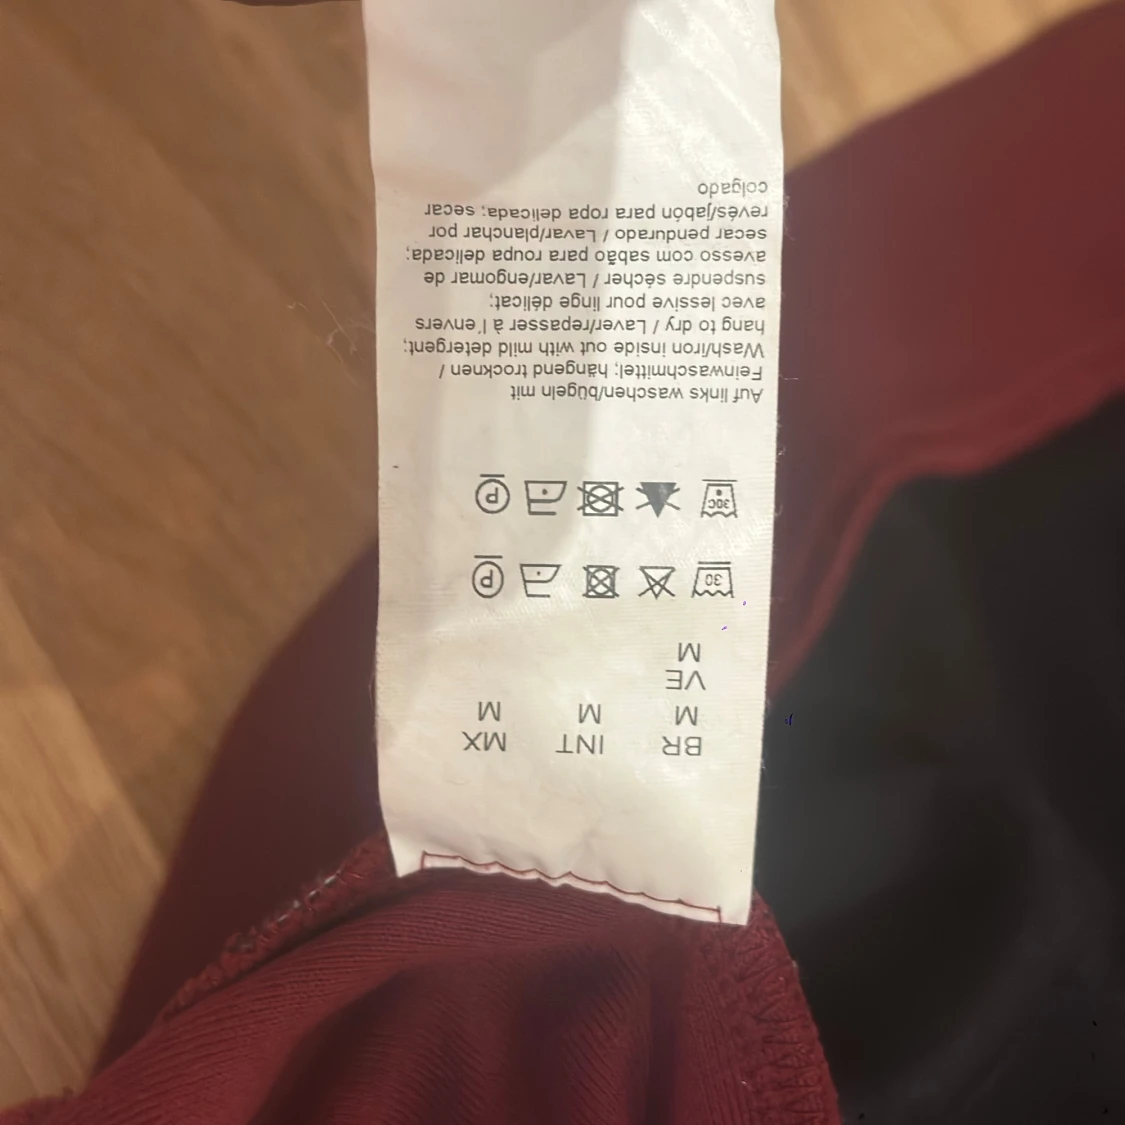 BR INT MX
M M M
VE
M
30 P
30C P
Auf links waschen/bügeln mit
Feinwaschmittel; hängend trocknen /
Wash/iron inside out with mild detergent;
hang to dry / Laver/repasser à l'envers
avec lessive pour linge délicat;
suspendre sécher / Lavar/engomar de
avesso com sabão para roupa delicada;
secar pendurado / Lavar/planchar por
revés/jabón para ropa delicada; secar
colgado